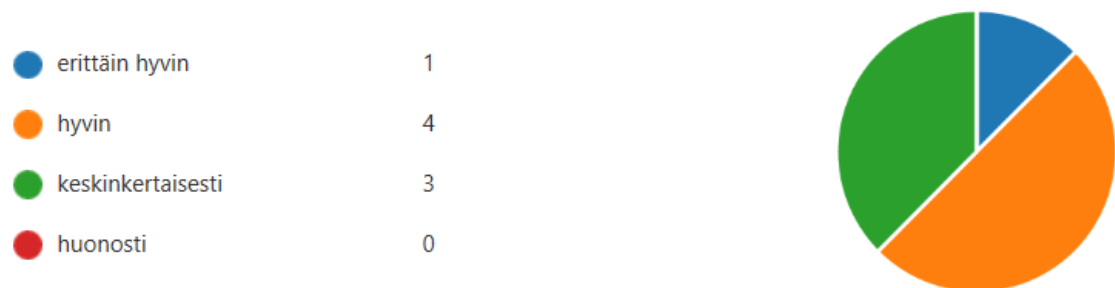 erittäin hyvin 1
hyvin 4
keskinkertaisesti 3
huonosti 0